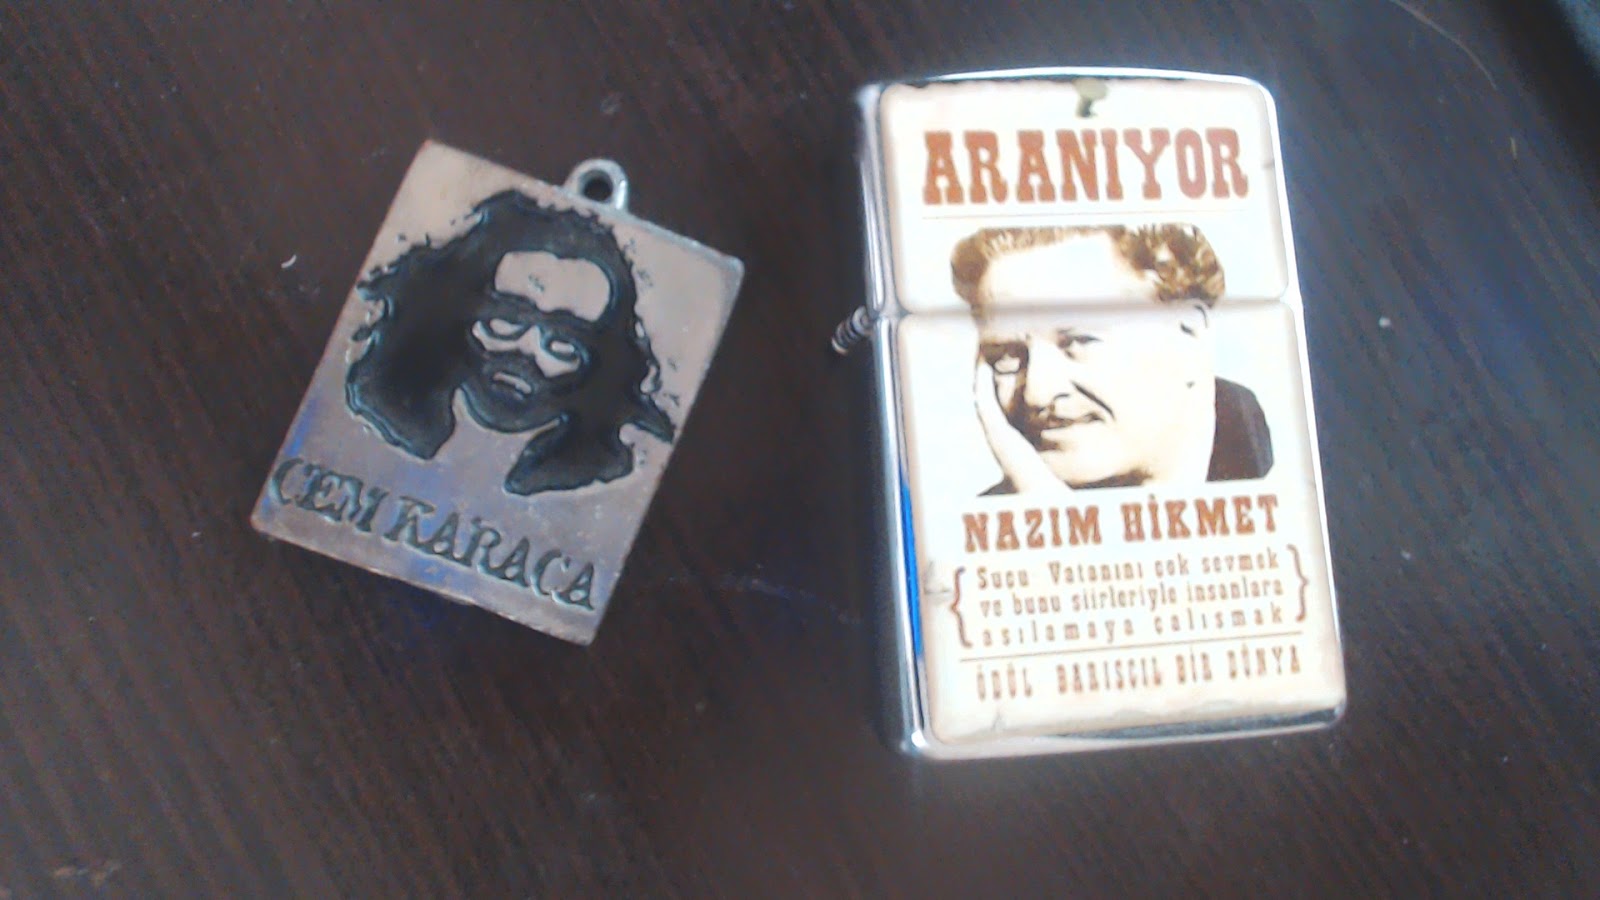 CEM KARACA
ARANIYOR
NAZIM HİKMET
Suçu Vatanını çok sevmek
ve bunu şiirleriyle insanlara
aşılamaya çalışmak
ÖDÜL BARIŞÇIL BİR DÜNYA